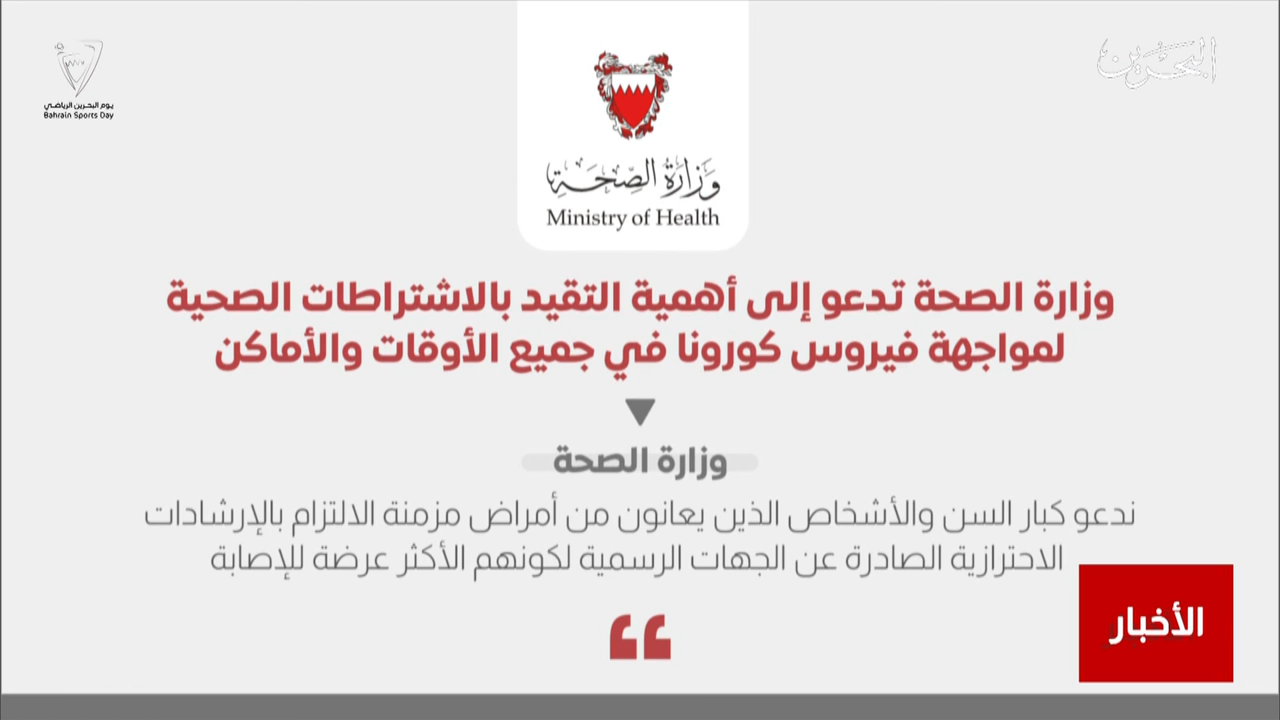 يوم البحرين الرياضي
Bahrain Sports Day
البحرين
وزارة الصحة
Ministry of Health
وزارة الصحة تدعو إلى أهمية التقيد بالاشتراطات الصحية
لمواجهة فيروس كورونا في جميع الأوقات والأماكن
وزارة الصحة
ندعو كبار السن والأشخاص الذين يعانون من أمراض مزمنة الالتزام بالإرشادات
الاحترازية الصادرة عن الجهات الرسمية لكونهم الأكثر عرضة للإصابة
الأخبار